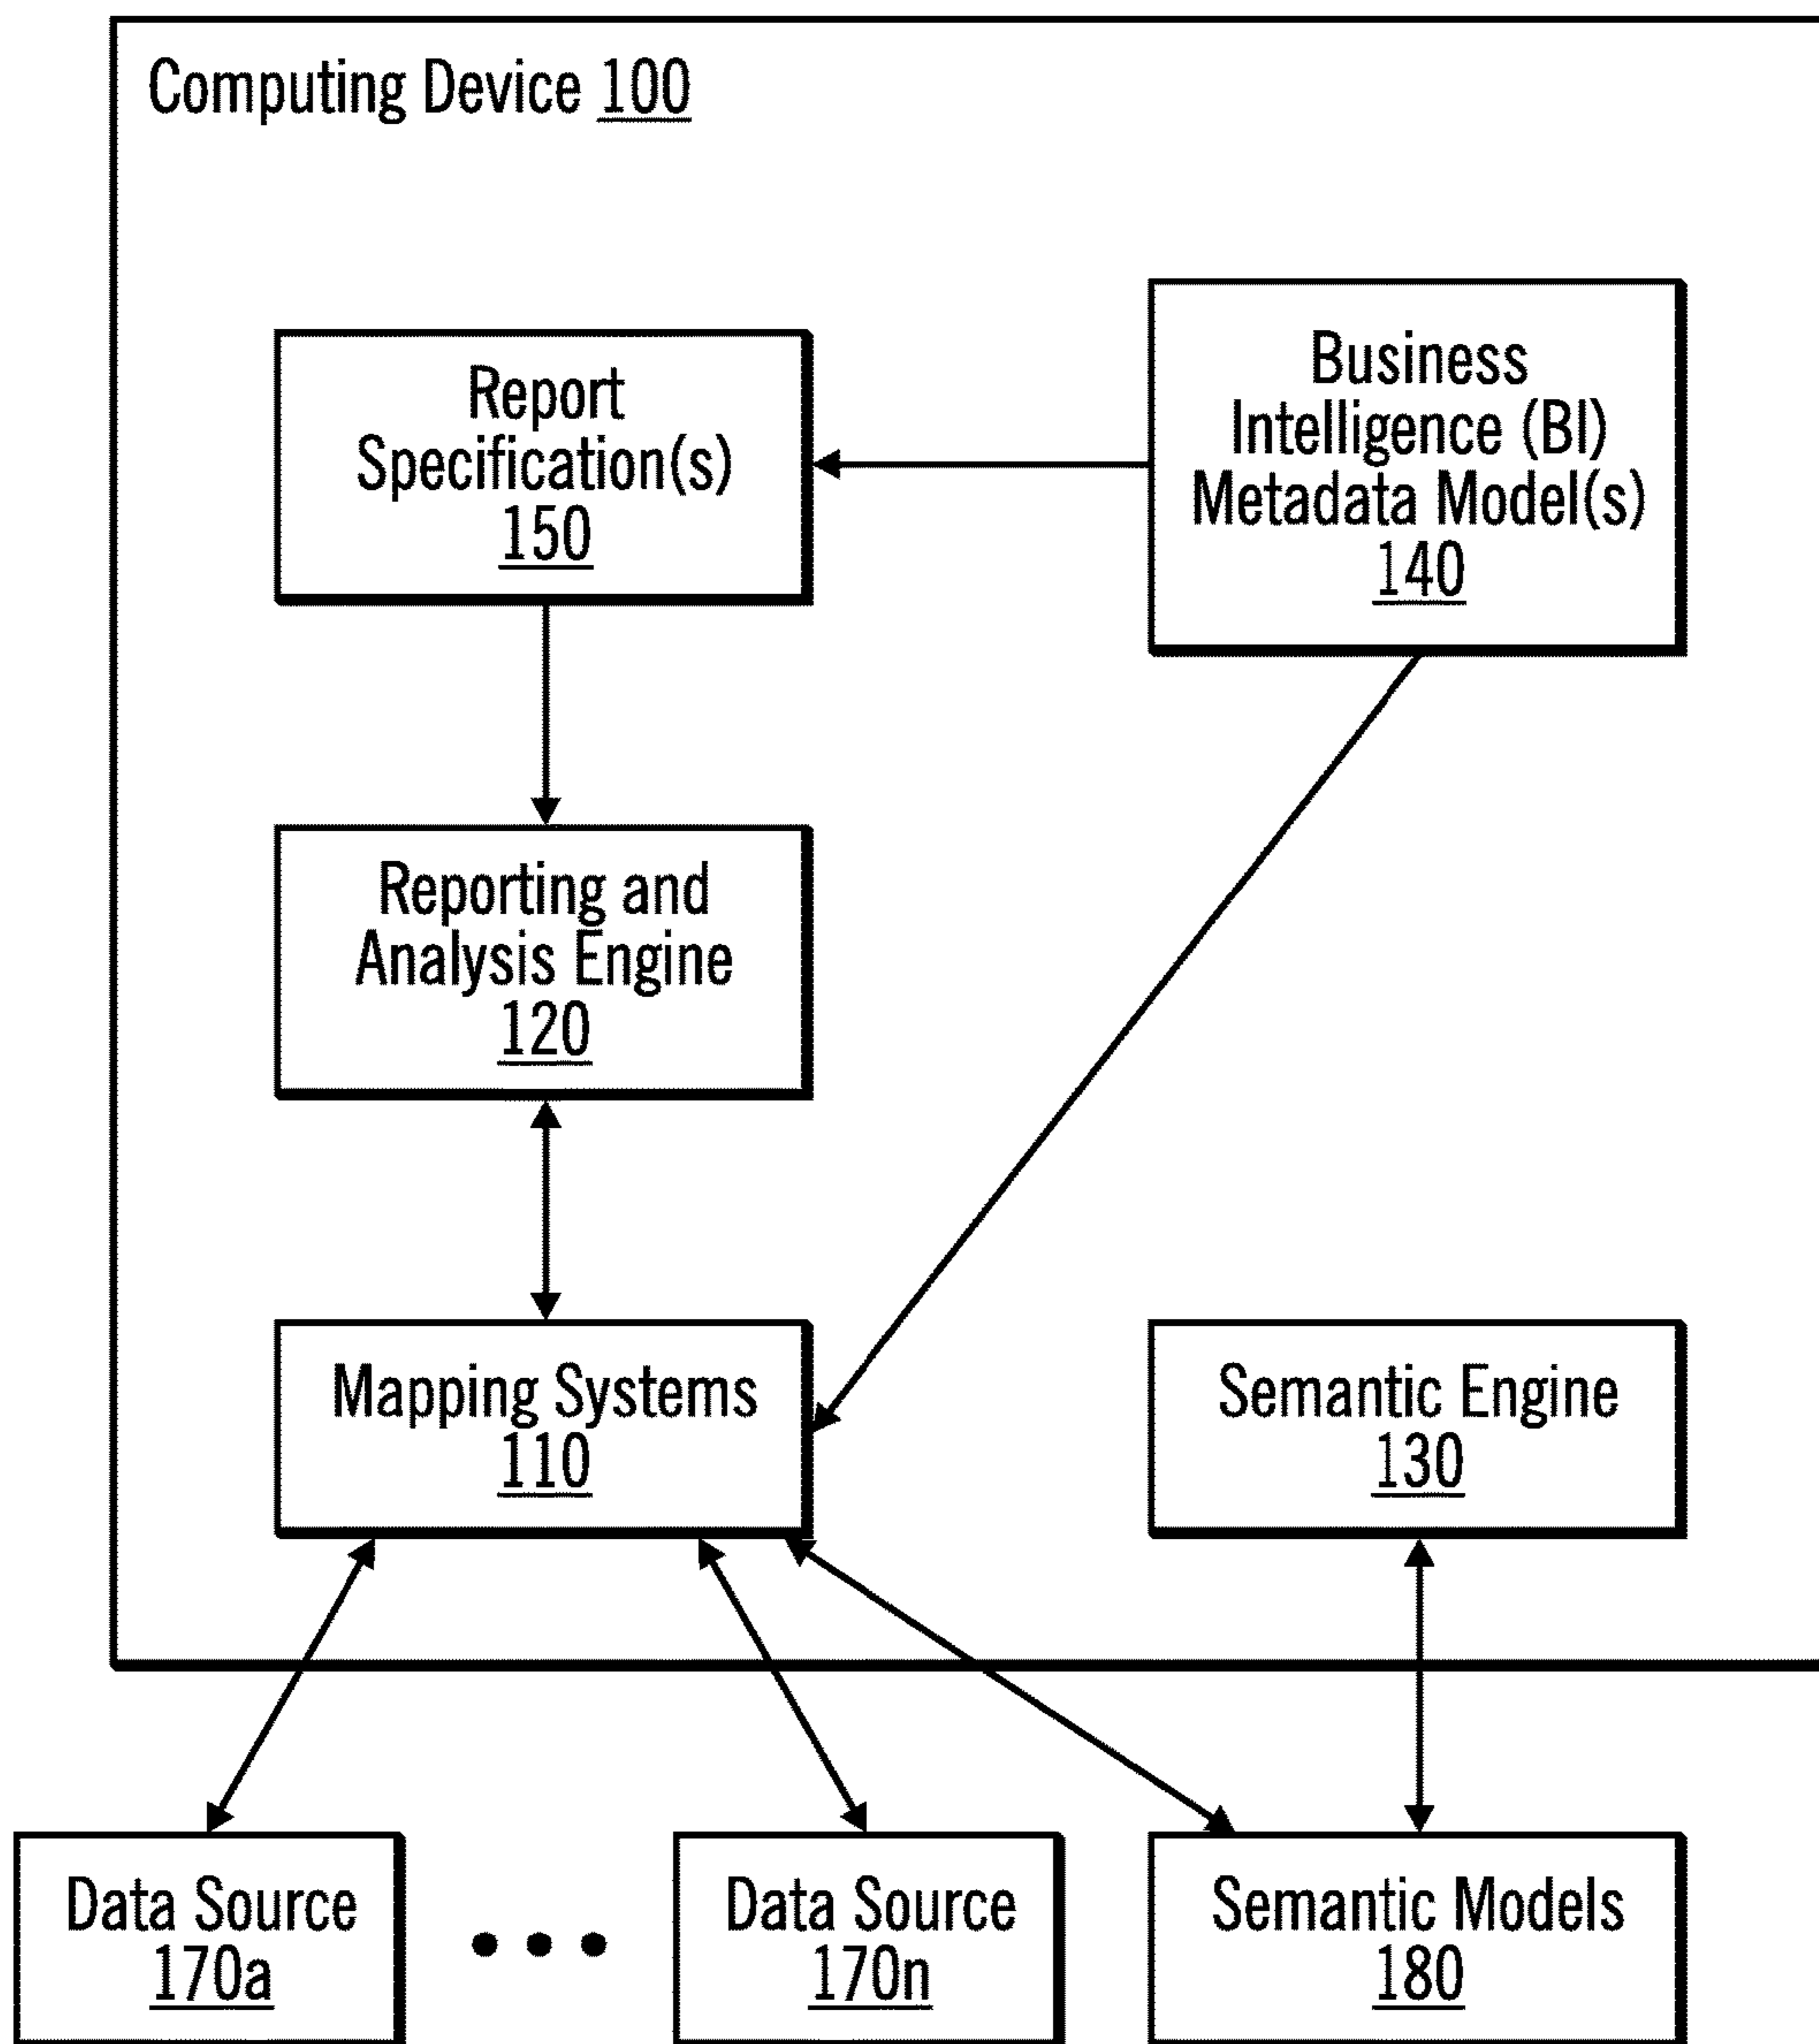 Computing Device 100
Report
Specification(s)
150
Business
Intelligence (BI)
Metadata Model(s)
140
Reporting and
Analysis Engine
120
Mapping Systems
110
Semantic Engine
130
Data Source
170a
Data Source
170n
Semantic Models
180